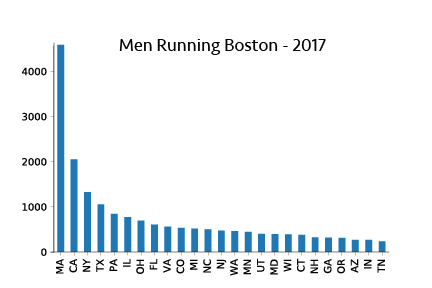 Men Running Boston - 2017
4000
3000
2000
1000
0
MA CA NY TX PA IL OH FL VA CO MI NC NJ WA MN UT MD WI CT NH GA OR AZ IN TN